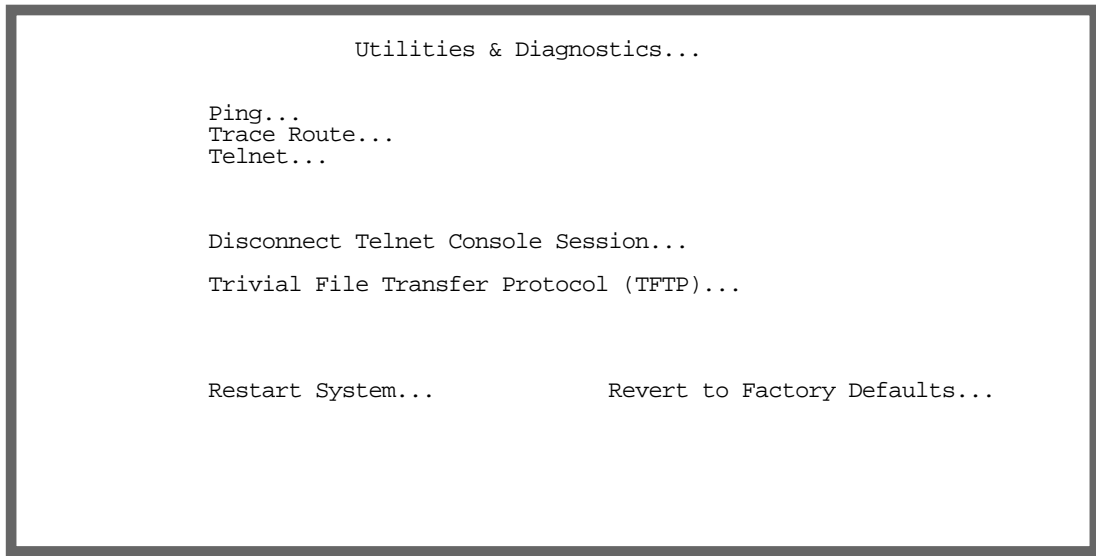 Utilities & Diagnostics...
Ping...
Trace Route...
Telnet...
Disconnect Telnet Console Session...
Trivial File Transfer Protocol (TFTP)...
Restart System... Revert to Factory Defaults...